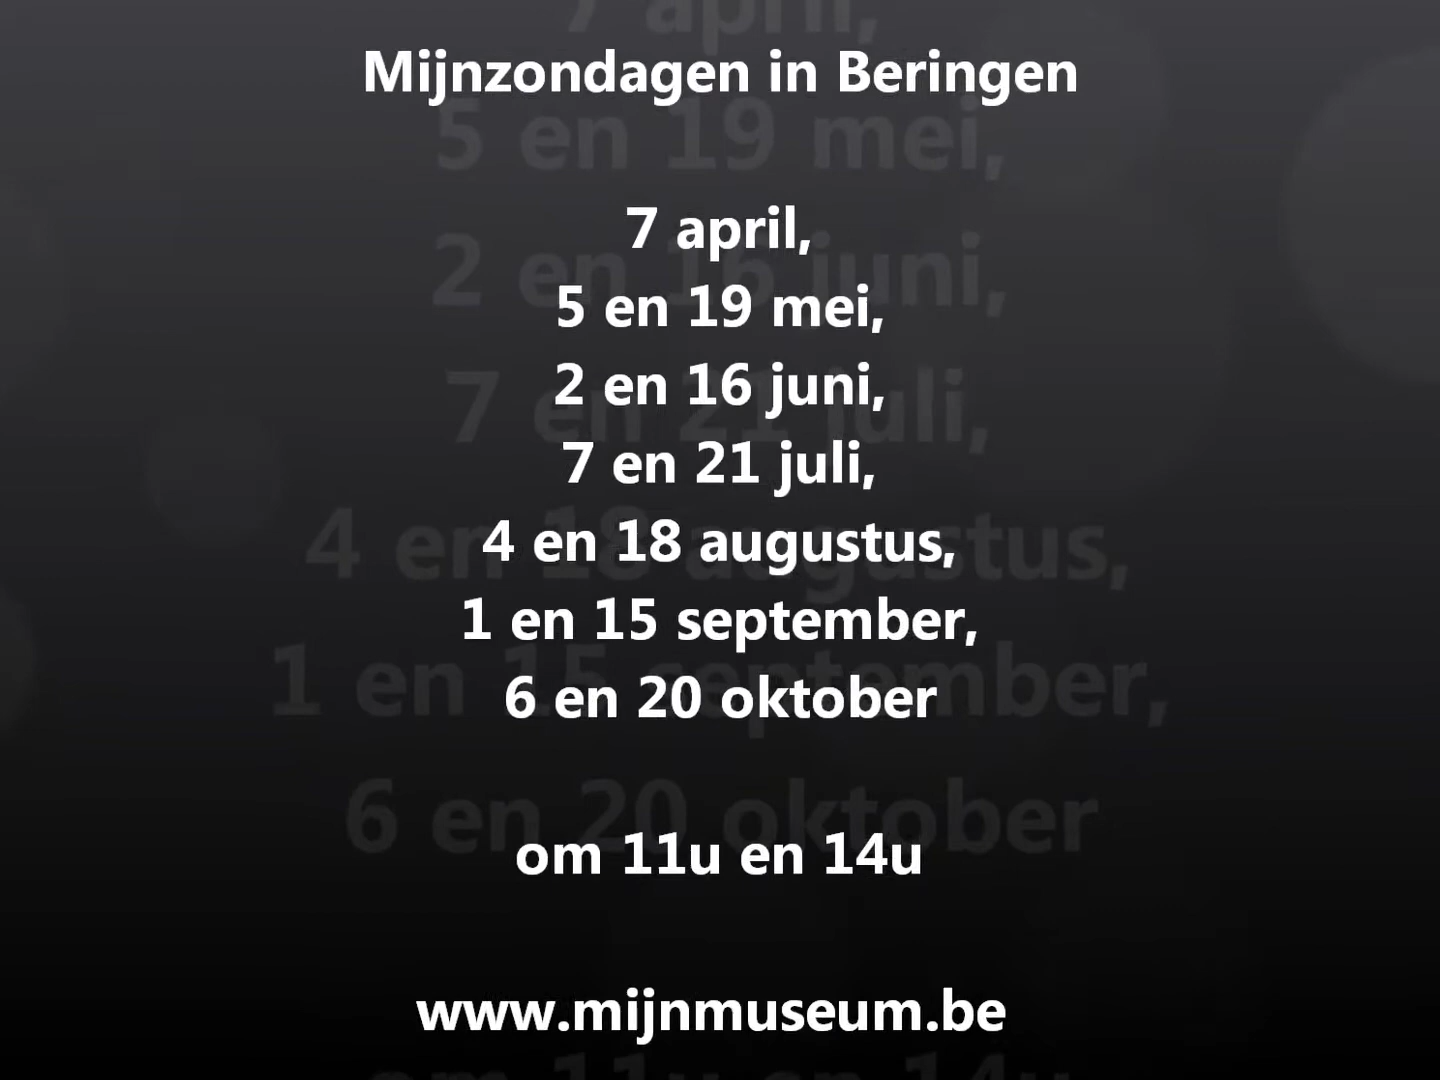 Mijnzondagen in Beringen
7 april,
5 en 19 mei,
2 en 16 juni,
7 en 21 juli,
4 en 18 augustus,
1 en 15 september,
6 en 20 oktober
om 11u en 14u
www.mijnmuseum.be